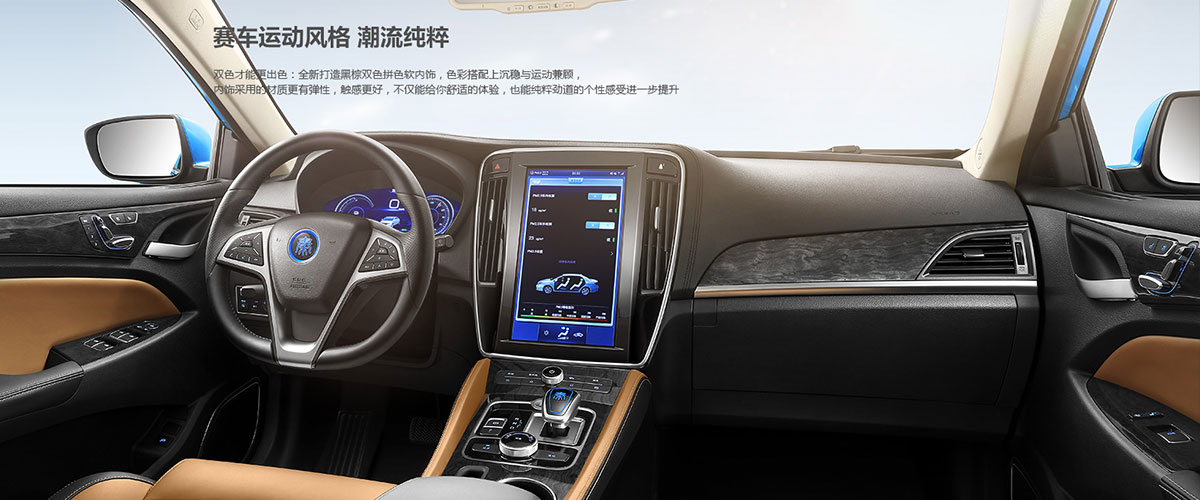 赛车运动风格 潮流纯粹
双色才能更出色：全新打造黑棕双色拼色软内饰，色彩搭配上沉稳与运动兼顾，
内饰采用的材质更有弹性，触感更好，不仅能给你舒适的体验，也能纯粹劲道的个性感受进一步提升